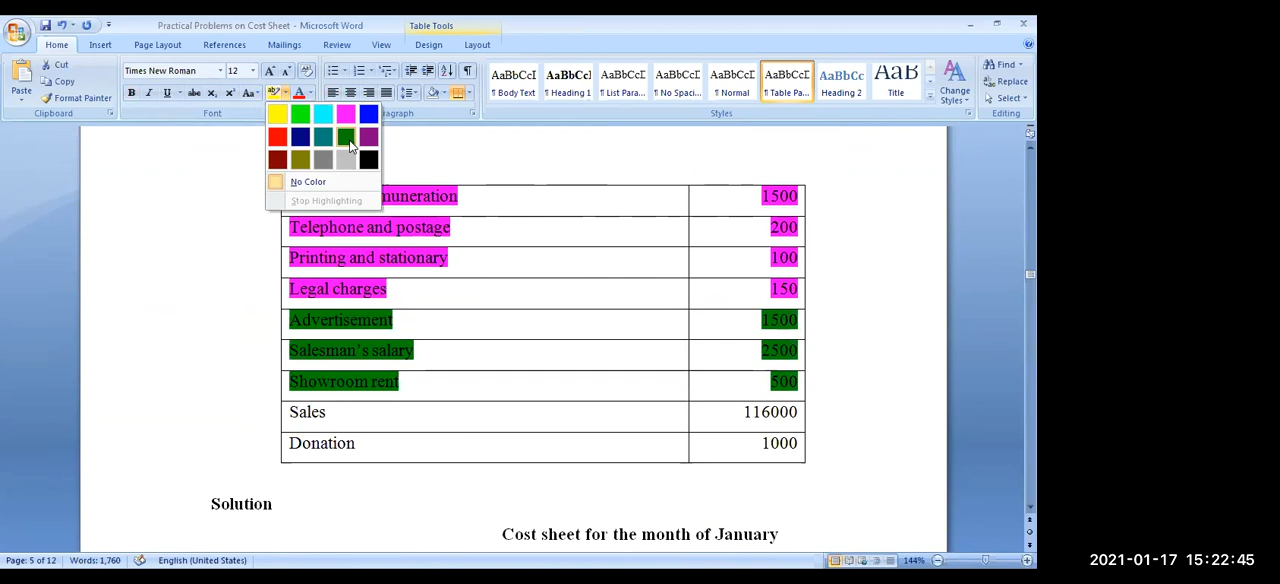 Practical Problems on Cost Sheet - Microsoft Word
Table Tools
Home
Insert
Page Layout
References
Mailings
Review
View
Design
Layout
Paste
Cut
Copy
Format Painter
Clipboard
Times New Roman
12
B I U abc X₂ X² Aa
Font
aragraph
AaBbCcI
¶ Body Text
AaBbCcI
¶ Heading 1
AaBbCcI
¶ List Para...
AaBbCcI
¶ No Spaci...
AaBbCcI
¶ Normal
AaBbCcI
¶ Table Pa...
AaBbCc
Heading 2
AaB
Title
Change
Styles
Styles
Find
Replace
Select
Editing
No Color
Stop Highlighting
muneration 1500
Telephone and postage 200
Printing and stationary 100
Legal charges 150
Advertisement 1500
Salesman's salary 2500
Showroom rent 500
Sales 116000
Donation 1000
Solution
Cost sheet for the month of January
Page: 5 of 12
Words: 1,760
English (United States)
144%
2021-01-17 15:22:45